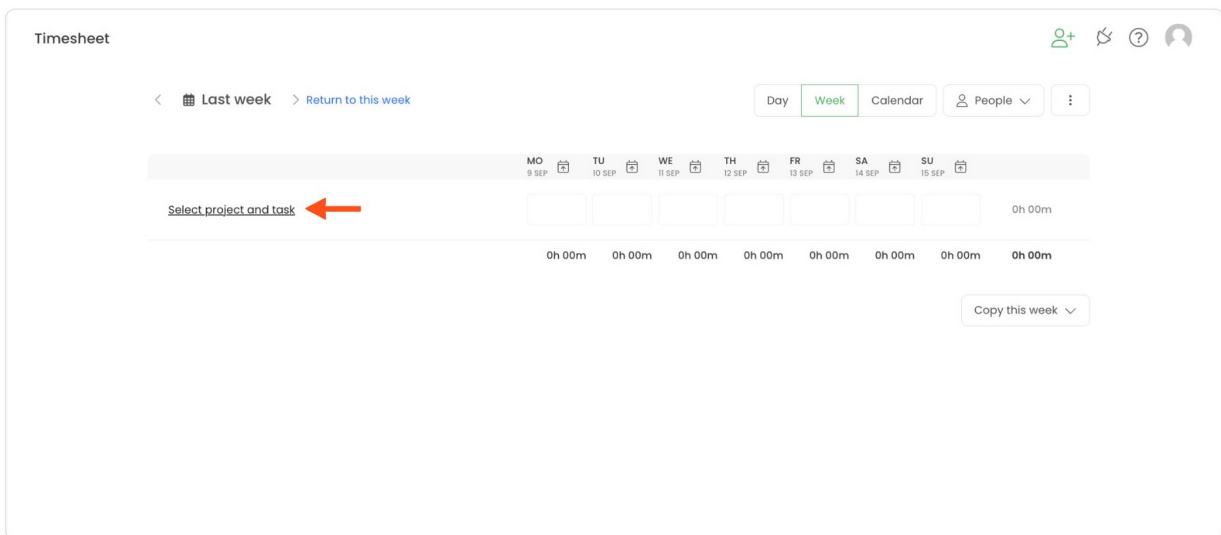 Timesheet
Last week Return to this week Day Week Calendar People
MO TU WE TH FR SA SU
9 SEP 10 SEP 11 SEP 12 SEP 13 SEP 14 SEP 15 SEP
Select project and task 0h 00m
0h 00m 0h 00m 0h 00m 0h 00m 0h 00m 0h 00m 0h 00m 0h 00m
Copy this week